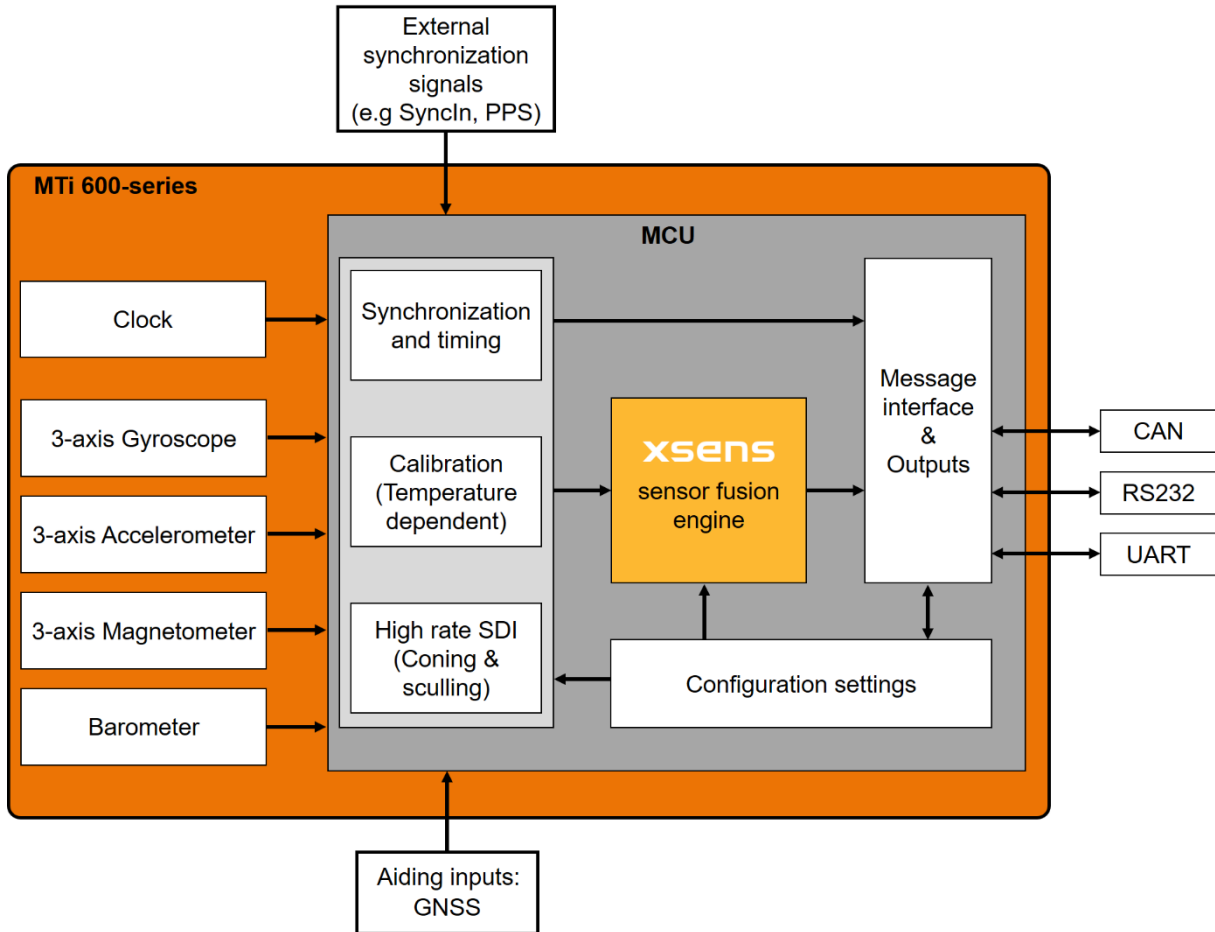 External
synchronization
signals
(e.g SyncIn, PPS)
MTi 600-series
MCU
Clock
3-axis Gyroscope
3-axis Accelerometer
3-axis Magnetometer
Barometer
Synchronization
and timing
Calibration
(Temperature
dependent)
High rate SDI
(Coning &
sculling)
xsens
sensor fusion
engine
Configuration settings
Message
interface
&
Outputs
CAN
RS232
UART
Aiding inputs:
GNSS